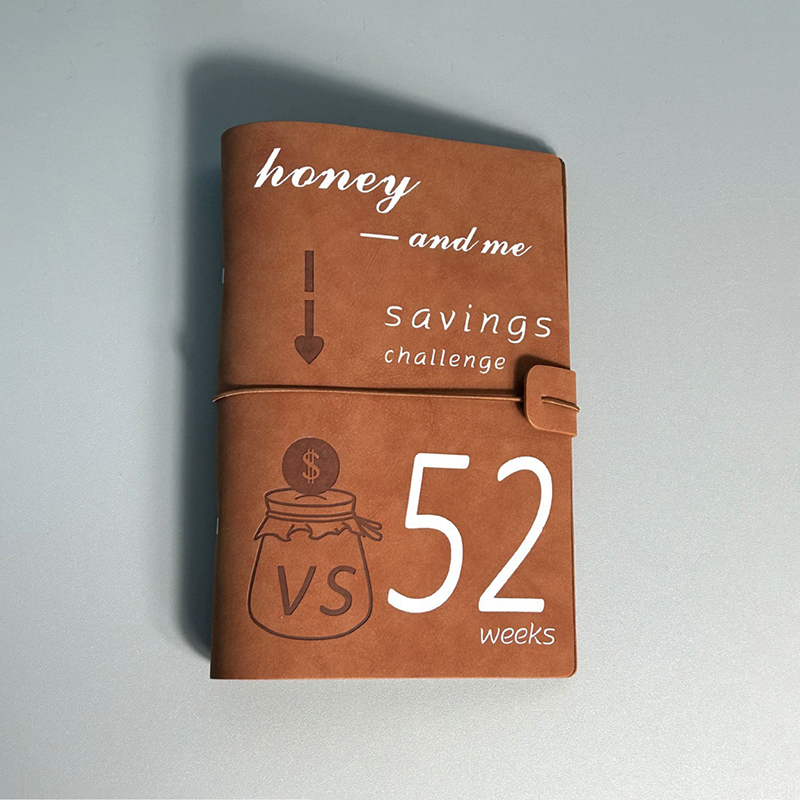 honey
— and me
savings
challenge
$
VS
52
weeks